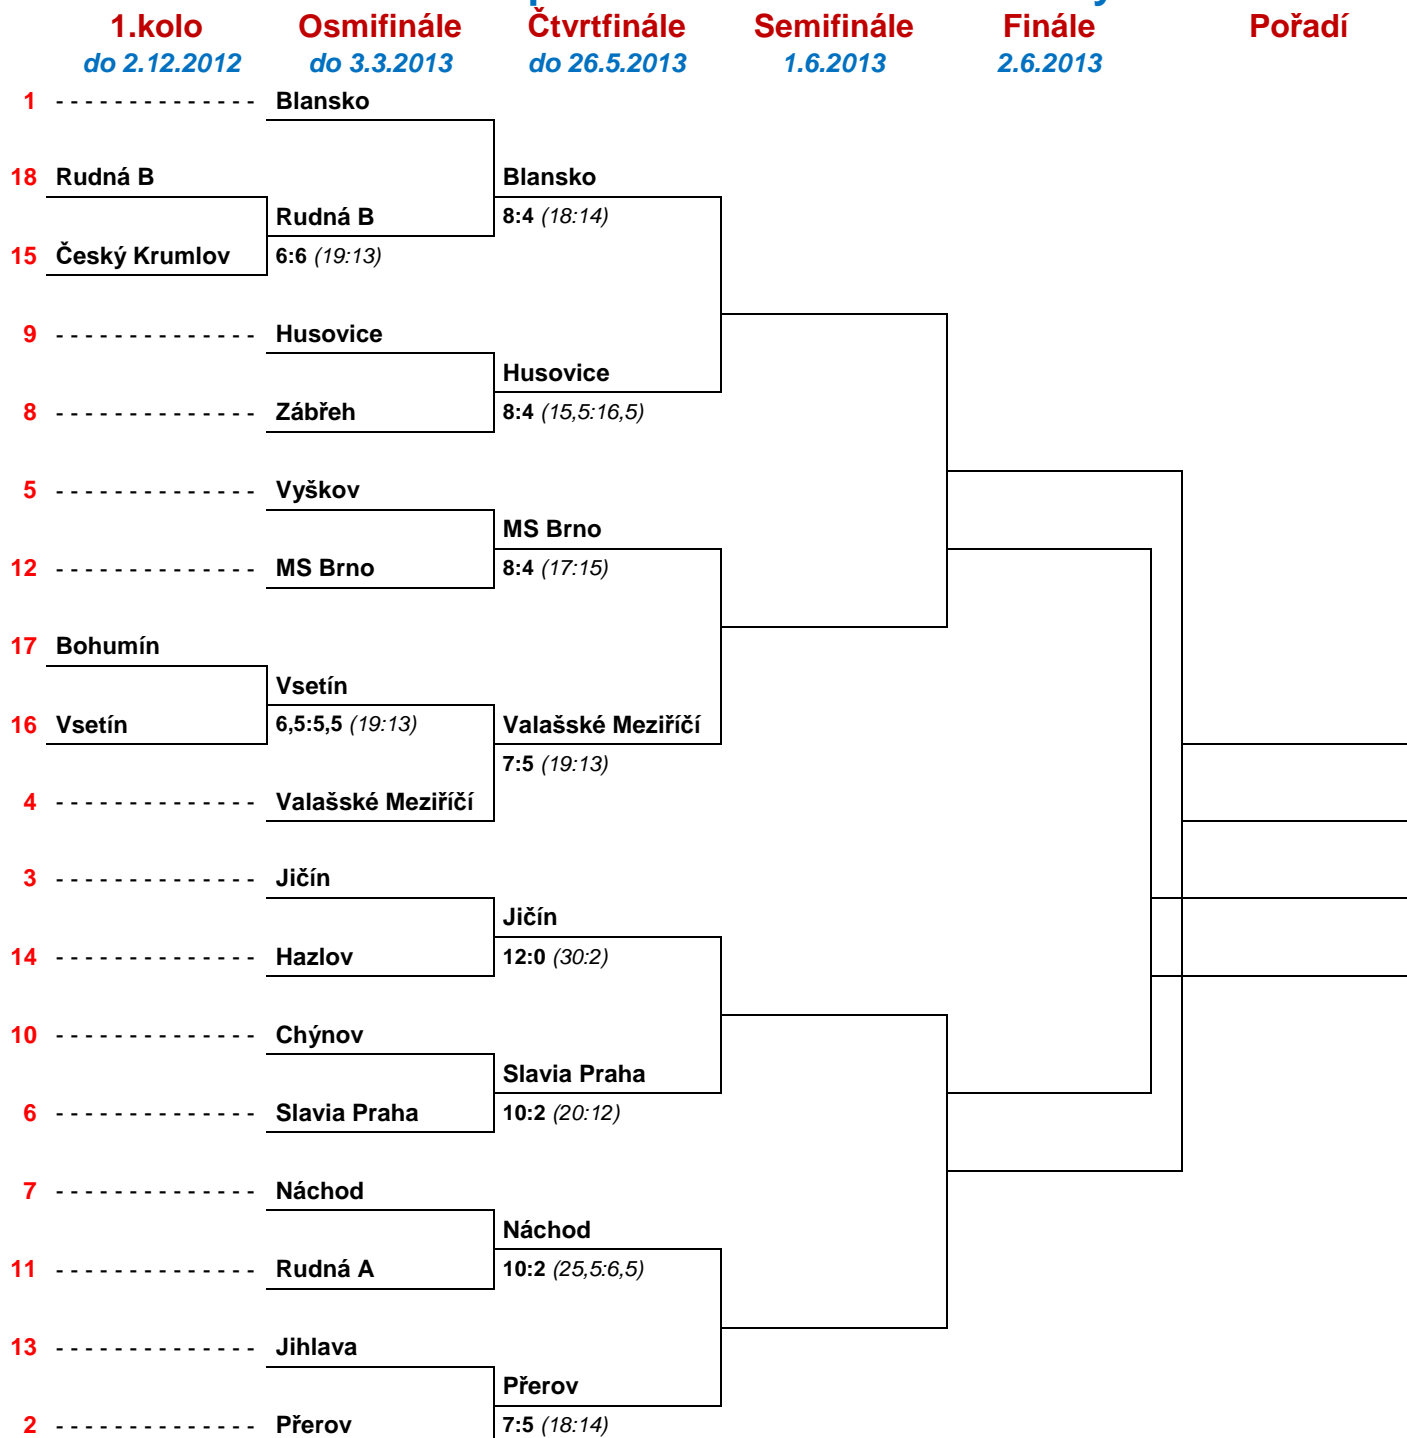 1.kolo Osmifinále Čtvrtfinále Semifinále Finále Pořadí
do 2.12.2012 do 3.3.2013 do 26.5.2013 1.6.2013 2.6.2013
1 - - - - - - - - - - - - - - Blansko
18 Rudná B Blansko
Rudná B 8:4 (18:14)
15 Český Krumlov 6:6 (19:13)
9 - - - - - - - - - - - - - - Husovice
Husovice
8 - - - - - - - - - - - - - - Zábřeh 8:4 (15,5:16,5)
5 - - - - - - - - - - - - - - Vyškov
MS Brno
12 - - - - - - - - - - - - - - MS Brno 8:4 (17:15)
17 Bohumín
Vsetín
16 Vsetín 6,5:5,5 (19:13) Valašské Meziříčí
7:5 (19:13)
4 - - - - - - - - - - - - - - Valašské Meziříčí
3 - - - - - - - - - - - - - - Jičín
Jičín
14 - - - - - - - - - - - - - - Hazlov 12:0 (30:2)
10 - - - - - - - - - - - - - - Chýnov
Slavia Praha
6 - - - - - - - - - - - - - - Slavia Praha 10:2 (20:12)
7 - - - - - - - - - - - - - - Náchod
Náchod
11 - - - - - - - - - - - - - - Rudná A 10:2 (25,5:6,5)
13 - - - - - - - - - - - - - - Jihlava
Přerov
2 - - - - - - - - - - - - - - Přerov 7:5 (18:14)